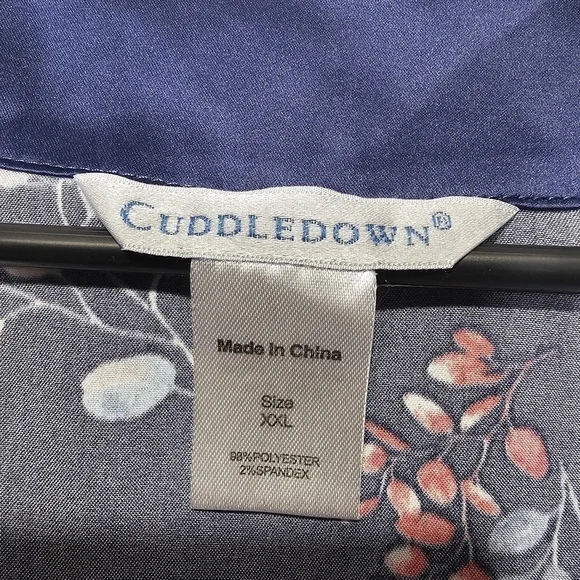 CUDDLEDOWN®
Made In China
Size
XXL
98%POLYESTER
2%SPANDEX